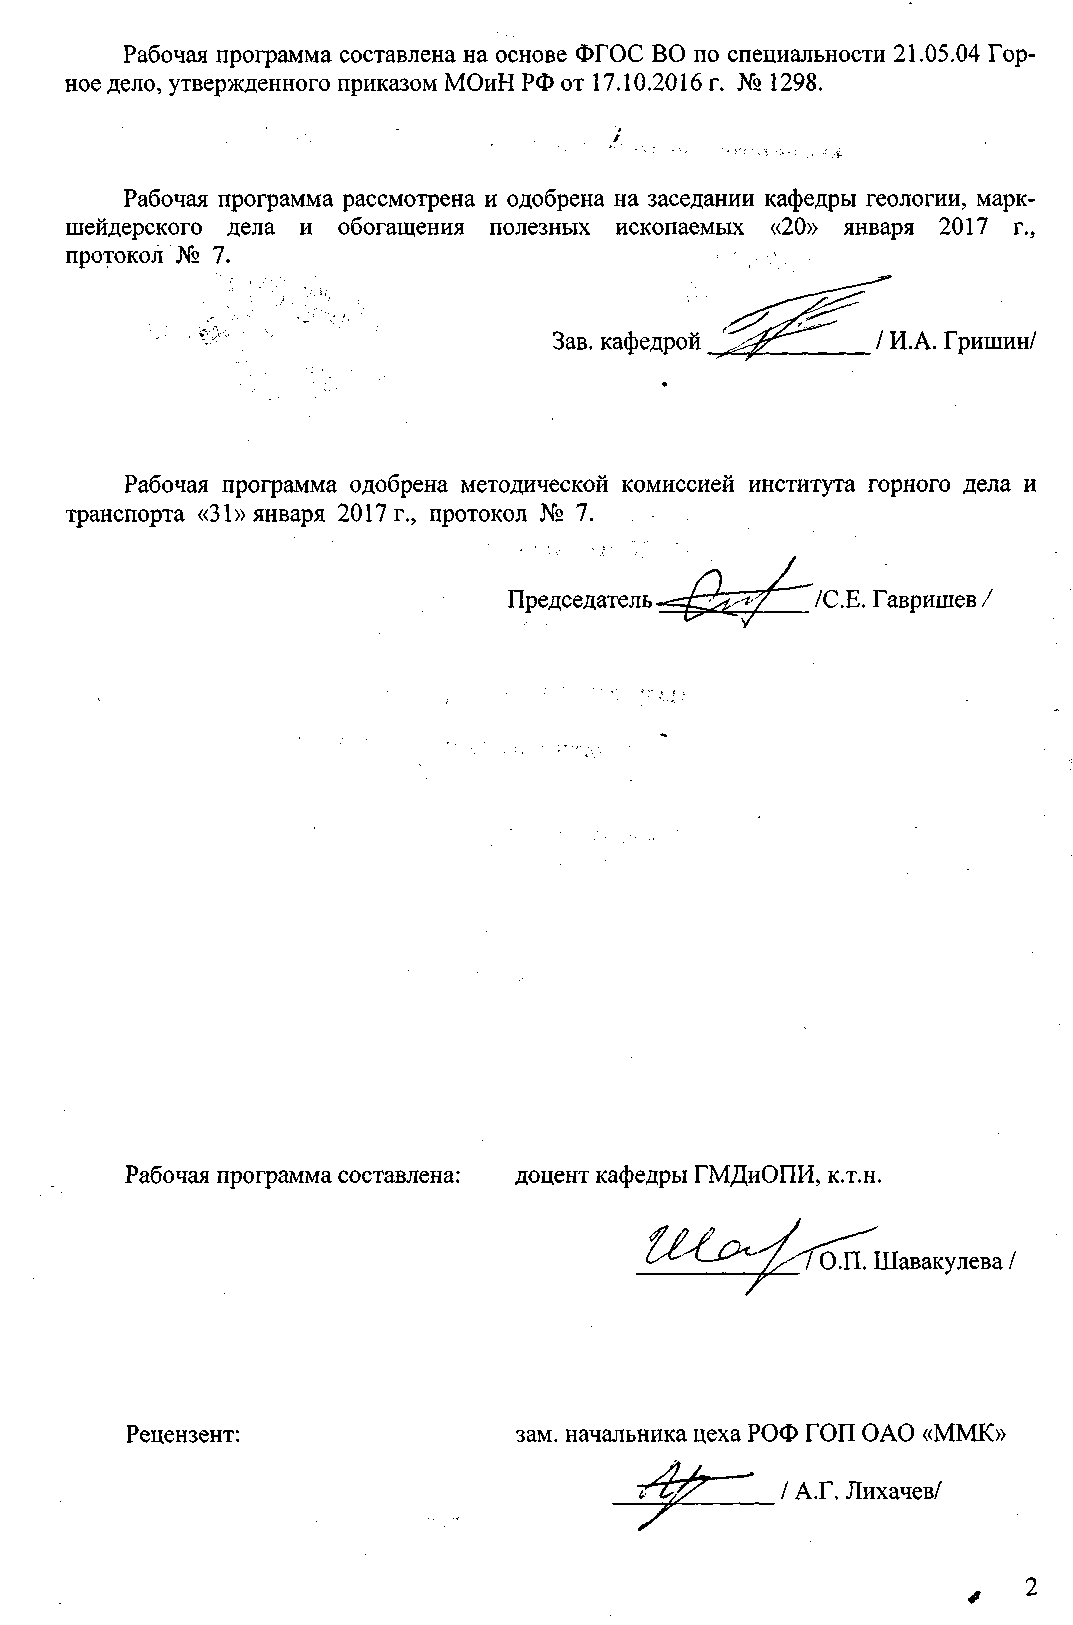 Рабочая программа составлена на основе ФГОС ВО по специальности 21.05.04 Гор-
ное дело, утвержденного приказом МОиН РФ от 17.10.2016 г. № 1298.
Рабочая программа рассмотрена и одобрена на заседании кафедры геологии, марк-
шейдерского дела и обогащения полезных ископаемых «20» января 2017 г.,
протокол № 7.
Зав. кафедрой ____________ / И.А. Гришин/
Рабочая программа одобрена методической комиссией института горного дела и
транспорта «31» января 2017 г., протокол № 7.
Председатель ____________ /С.Е. Гавришев /
Рабочая программа составлена: доцент кафедры ГМДиОПИ, к.т.н.
____________ / О.П. Шавакулева /
Рецензент: зам. начальника цеха РОФ ГОП ОАО «ММК»
____________ / А.Г. Лихачев/
2